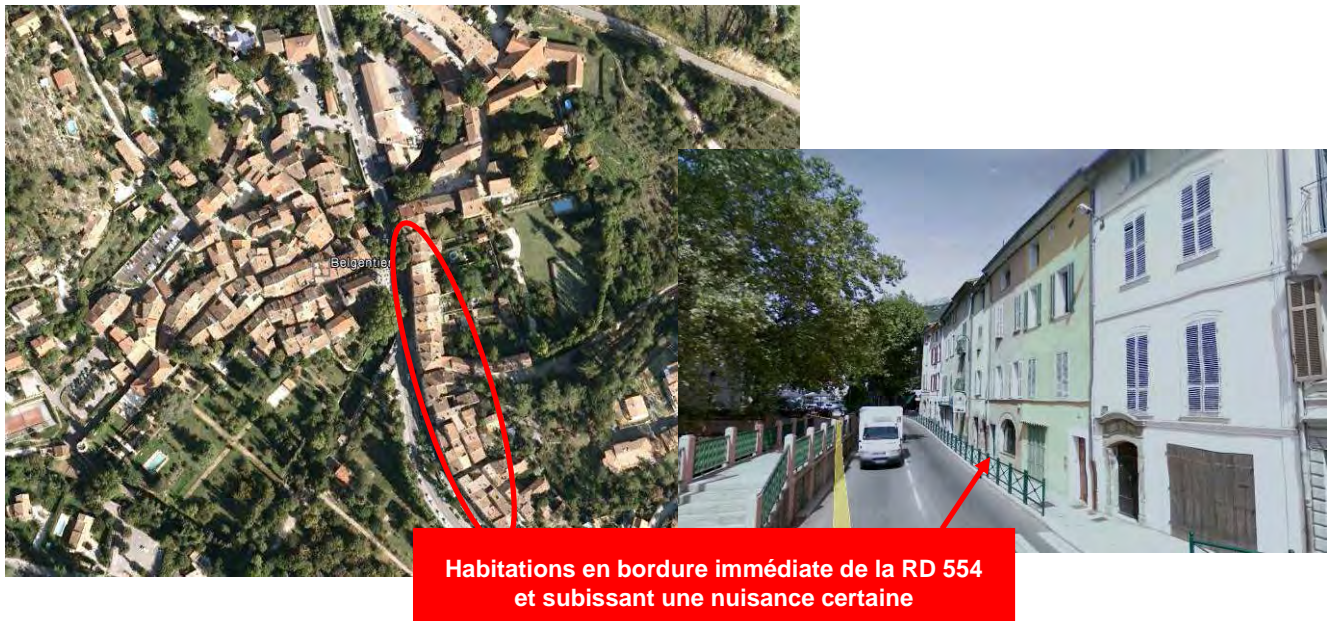 Belgentier
Habitations en bordure immédiate de la RD 554
et subissant une nuisance certaine